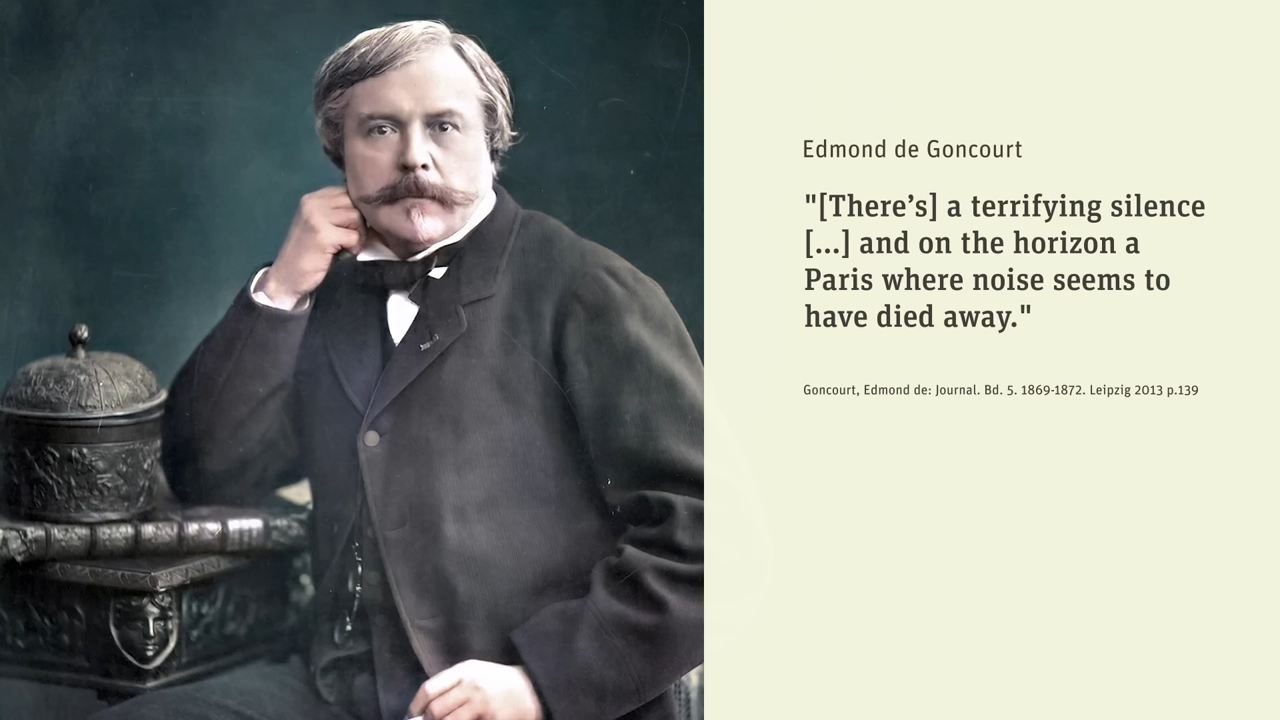 Edmond de Goncourt
"[There’s] a terrifying silence
[...] and on the horizon a
Paris where noise seems to
have died away."
Goncourt, Edmond de: Journal. Bd. 5. 1869-1872. Leipzig 2013 p.139